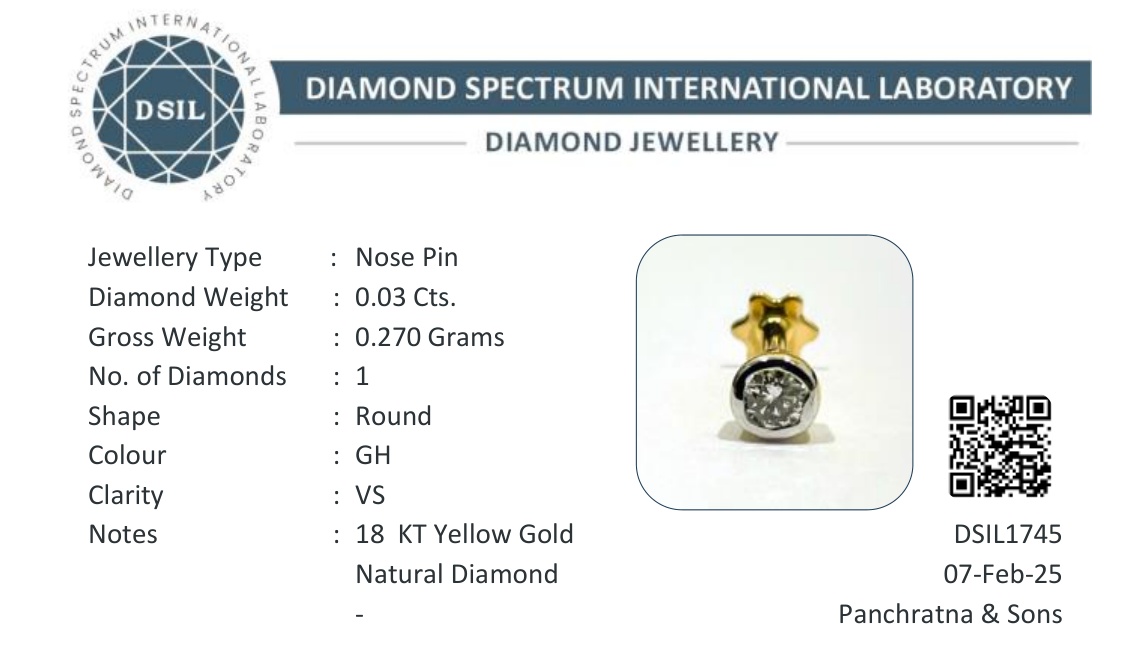 DIAMOND SPECTRUM INTERNATIONAL LABORATORY
DSIL
DIAMOND SPECTRUM INTERNATIONAL LABORATORY
DIAMOND JEWELLERY
Jewellery Type : Nose Pin
Diamond Weight : 0.03 Cts.
Gross Weight : 0.270 Grams
No. of Diamonds : 1
Shape : Round
Colour : GH
Clarity : VS
Notes : 18 KT Yellow Gold
Natural Diamond
-
DSIL1745
07-Feb-25
Panchratna & Sons